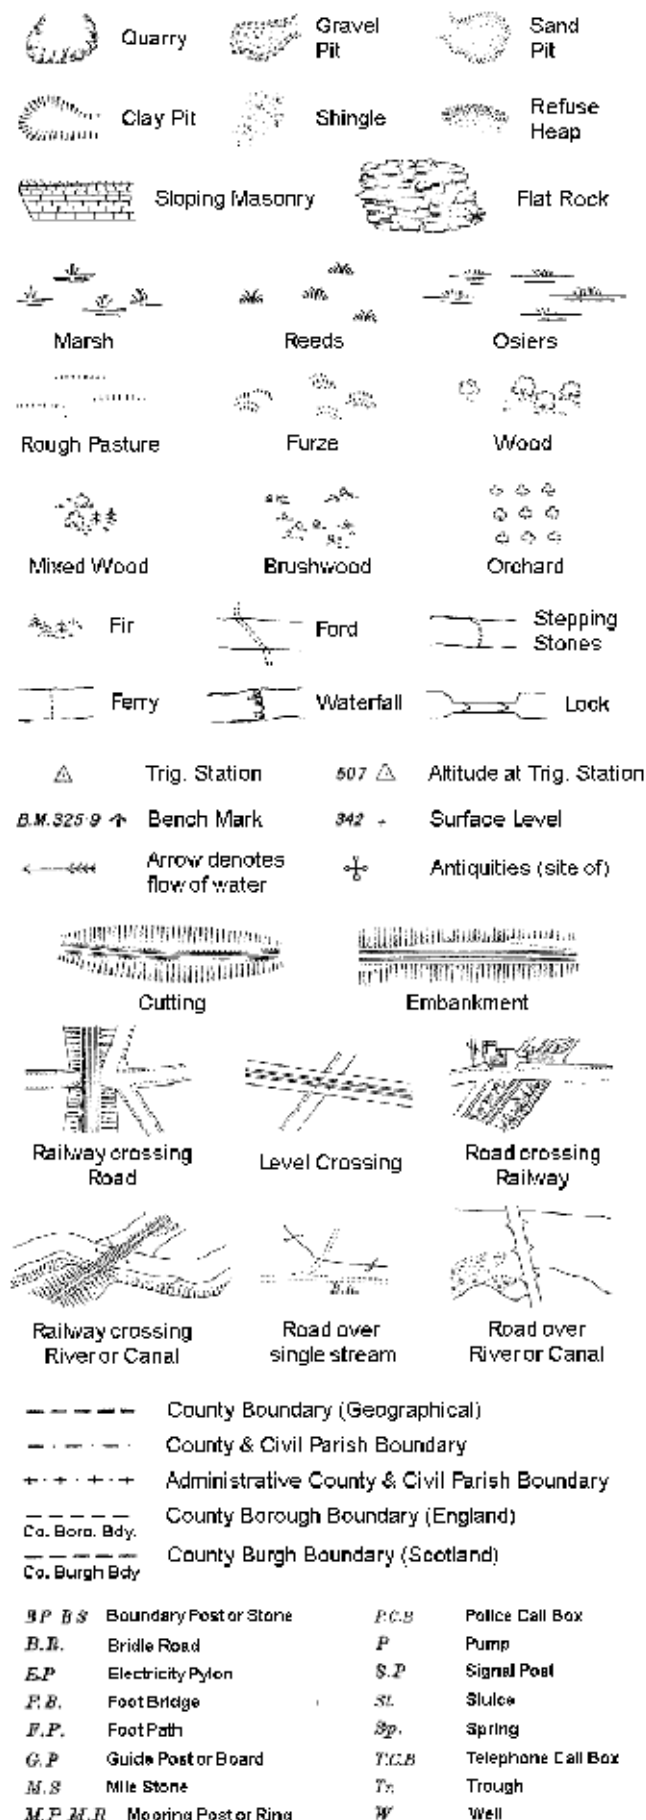 Quarry
Gravel
Pit
Sand
Pit
Clay Pit
Shingle
Refuse
Heap
Sloping Masonry
Flat Rock
Marsh
Reeds
Osiers
Rough Pasture
Furze
Wood
Mixed Wood
Brushwood
Orchard
Fir
Ford
Stepping
Stones
Ferry
Waterfall
Lock
Trig. Station
507 Altitude at Trig. Station
B.M.325·9 Bench Mark
342 + Surface Level
Arrow denotes
flow of water
Antiquities (site of)
Cutting
Embankment
Railway crossing
Road
Level Crossing
Road crossing
Railway
B.R.
Railway crossing
River or Canal
Road over
single stream
Road over
River or Canal
County Boundary (Geographical)
County & Civil Parish Boundary
Administrative County & Civil Parish Boundary
Co. Boro. Bdy. County Borough Boundary (England)
Co. Burgh Bdy County Burgh Boundary (Scotland)
B.P B.S Boundary Post or Stone
P.C.B Police Call Box
B.R. Bridle Road
P Pump
E.P Electricity Pylon
S.P Signal Post
F.B. Foot Bridge
Sl. Sluice
F.P. Foot Path
Sp. Spring
G.P Guide Post or Board
T.C.B Telephone Call Box
M.S Mile Stone
Tr. Trough
M.P M.R Mooring Post or Ring
W Well